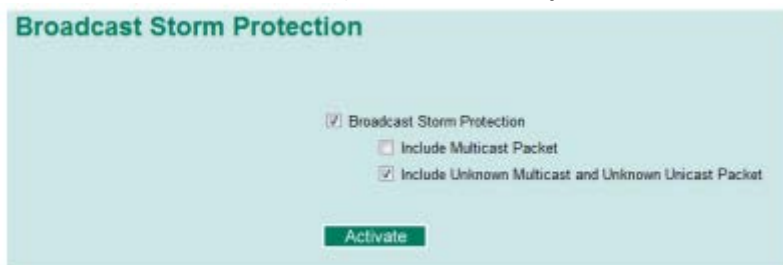 Broadcast Storm Protection
Broadcast Storm Protection
Include Multicast Packet
Include Unknown Multicast and Unknown Unicast Packet
Activate